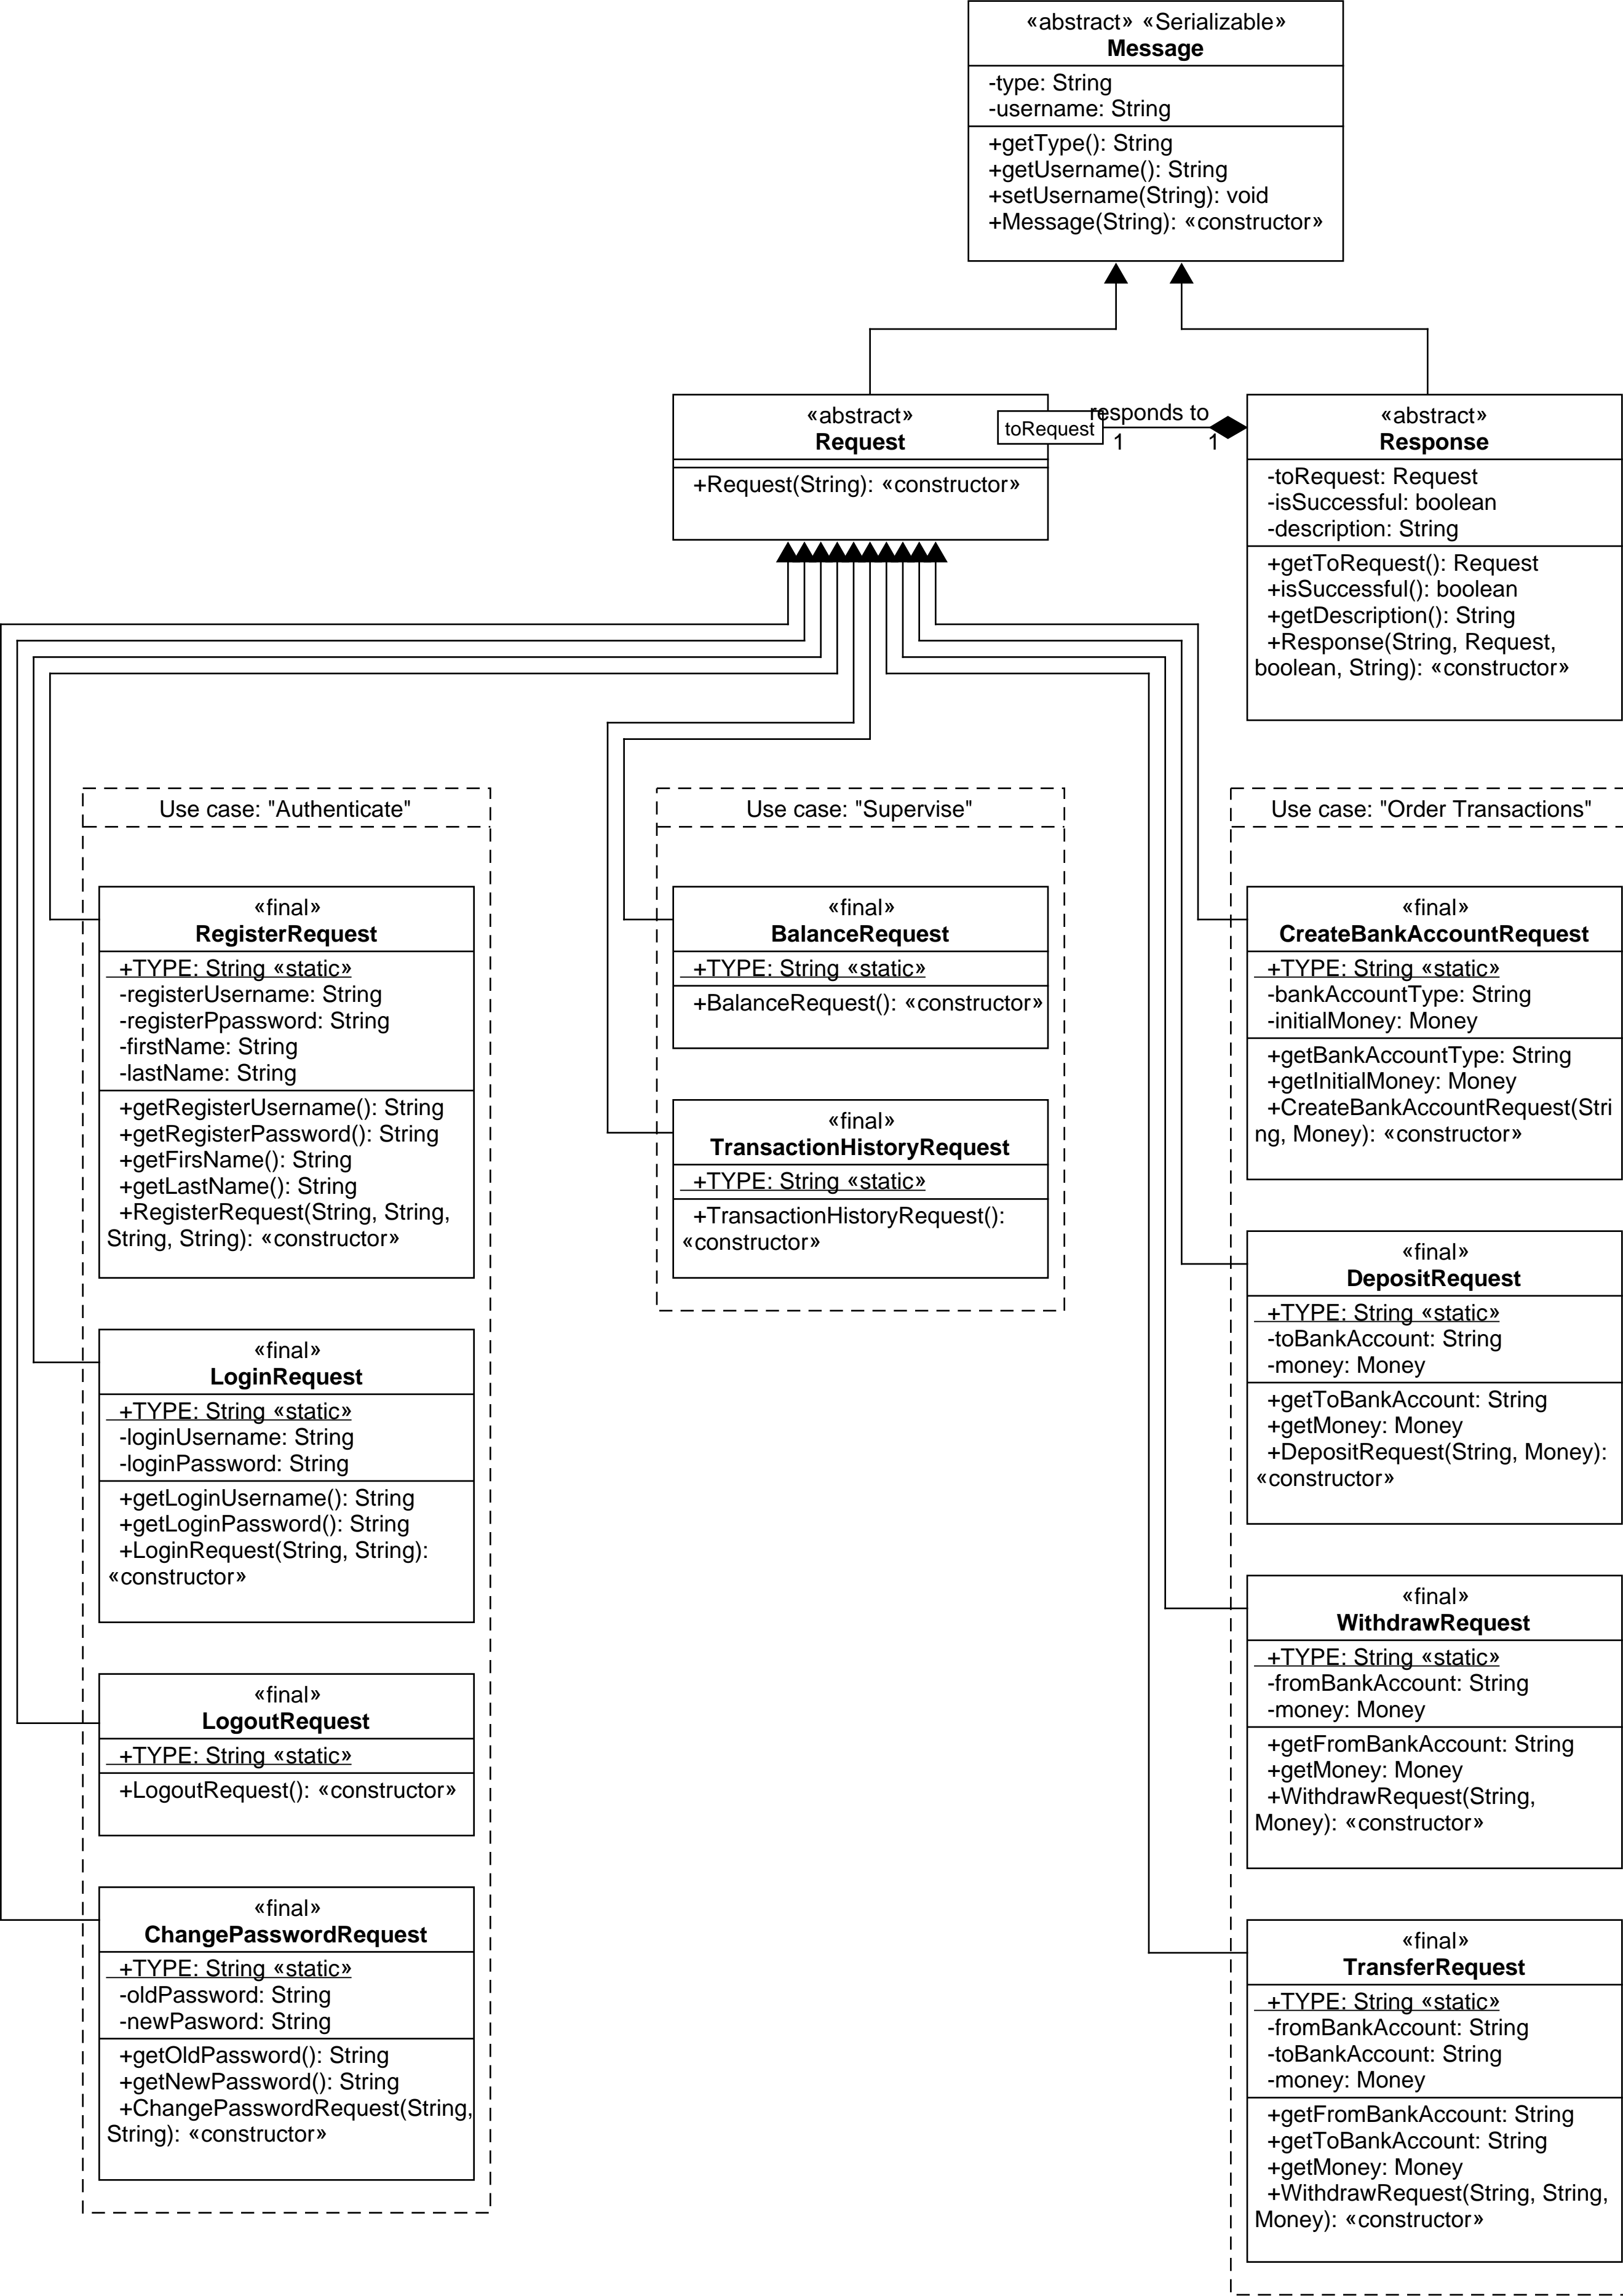 «abstract» «Serializable»
Message
-type: String
-username: String
+getType(): String
+getUsername(): String
+setUsername(String): void
+Message(String): «constructor»
«abstract»
Request
+Request(String): «constructor»
toRequest
responds to
1
1
«abstract»
Response
-toRequest: Request
-isSuccessful: boolean
-description: String
+getToRequest(): Request
+isSuccessful(): boolean
+getDescription(): String
+Response(String, Request,
boolean, String): «constructor»
Use case: "Authenticate"
«final»
RegisterRequest
+TYPE: String «static»
-registerUsername: String
-registerPpassword: String
-firstName: String
-lastName: String
+getRegisterUsername(): String
+getRegisterPassword(): String
+getFirsName(): String
+getLastName(): String
+RegisterRequest(String, String,
String, String): «constructor»
«final»
LoginRequest
+TYPE: String «static»
-loginUsername: String
-loginPassword: String
+getLoginUsername(): String
+getLoginPassword(): String
+LoginRequest(String, String):
«constructor»
«final»
LogoutRequest
+TYPE: String «static»
+LogoutRequest(): «constructor»
«final»
ChangePasswordRequest
+TYPE: String «static»
-oldPassword: String
-newPasword: String
+getOldPassword(): String
+getNewPassword(): String
+ChangePasswordRequest(String,
String): «constructor»
Use case: "Supervise"
«final»
BalanceRequest
+TYPE: String «static»
+BalanceRequest(): «constructor»
«final»
TransactionHistoryRequest
+TYPE: String «static»
+TransactionHistoryRequest():
«constructor»
Use case: "Order Transactions"
«final»
CreateBankAccountRequest
+TYPE: String «static»
-bankAccountType: String
-initialMoney: Money
+getBankAccountType: String
+getInitialMoney: Money
+CreateBankAccountRequest(Stri
ng, Money): «constructor»
«final»
DepositRequest
+TYPE: String «static»
-toBankAccount: String
-money: Money
+getToBankAccount: String
+getMoney: Money
+DepositRequest(String, Money):
«constructor»
«final»
WithdrawRequest
+TYPE: String «static»
-fromBankAccount: String
-money: Money
+getFromBankAccount: String
+getMoney: Money
+WithdrawRequest(String,
Money): «constructor»
«final»
TransferRequest
+TYPE: String «static»
-fromBankAccount: String
-toBankAccount: String
-money: Money
+getFromBankAccount: String
+getToBankAccount: String
+getMoney: Money
+WithdrawRequest(String, String,
Money): «constructor»